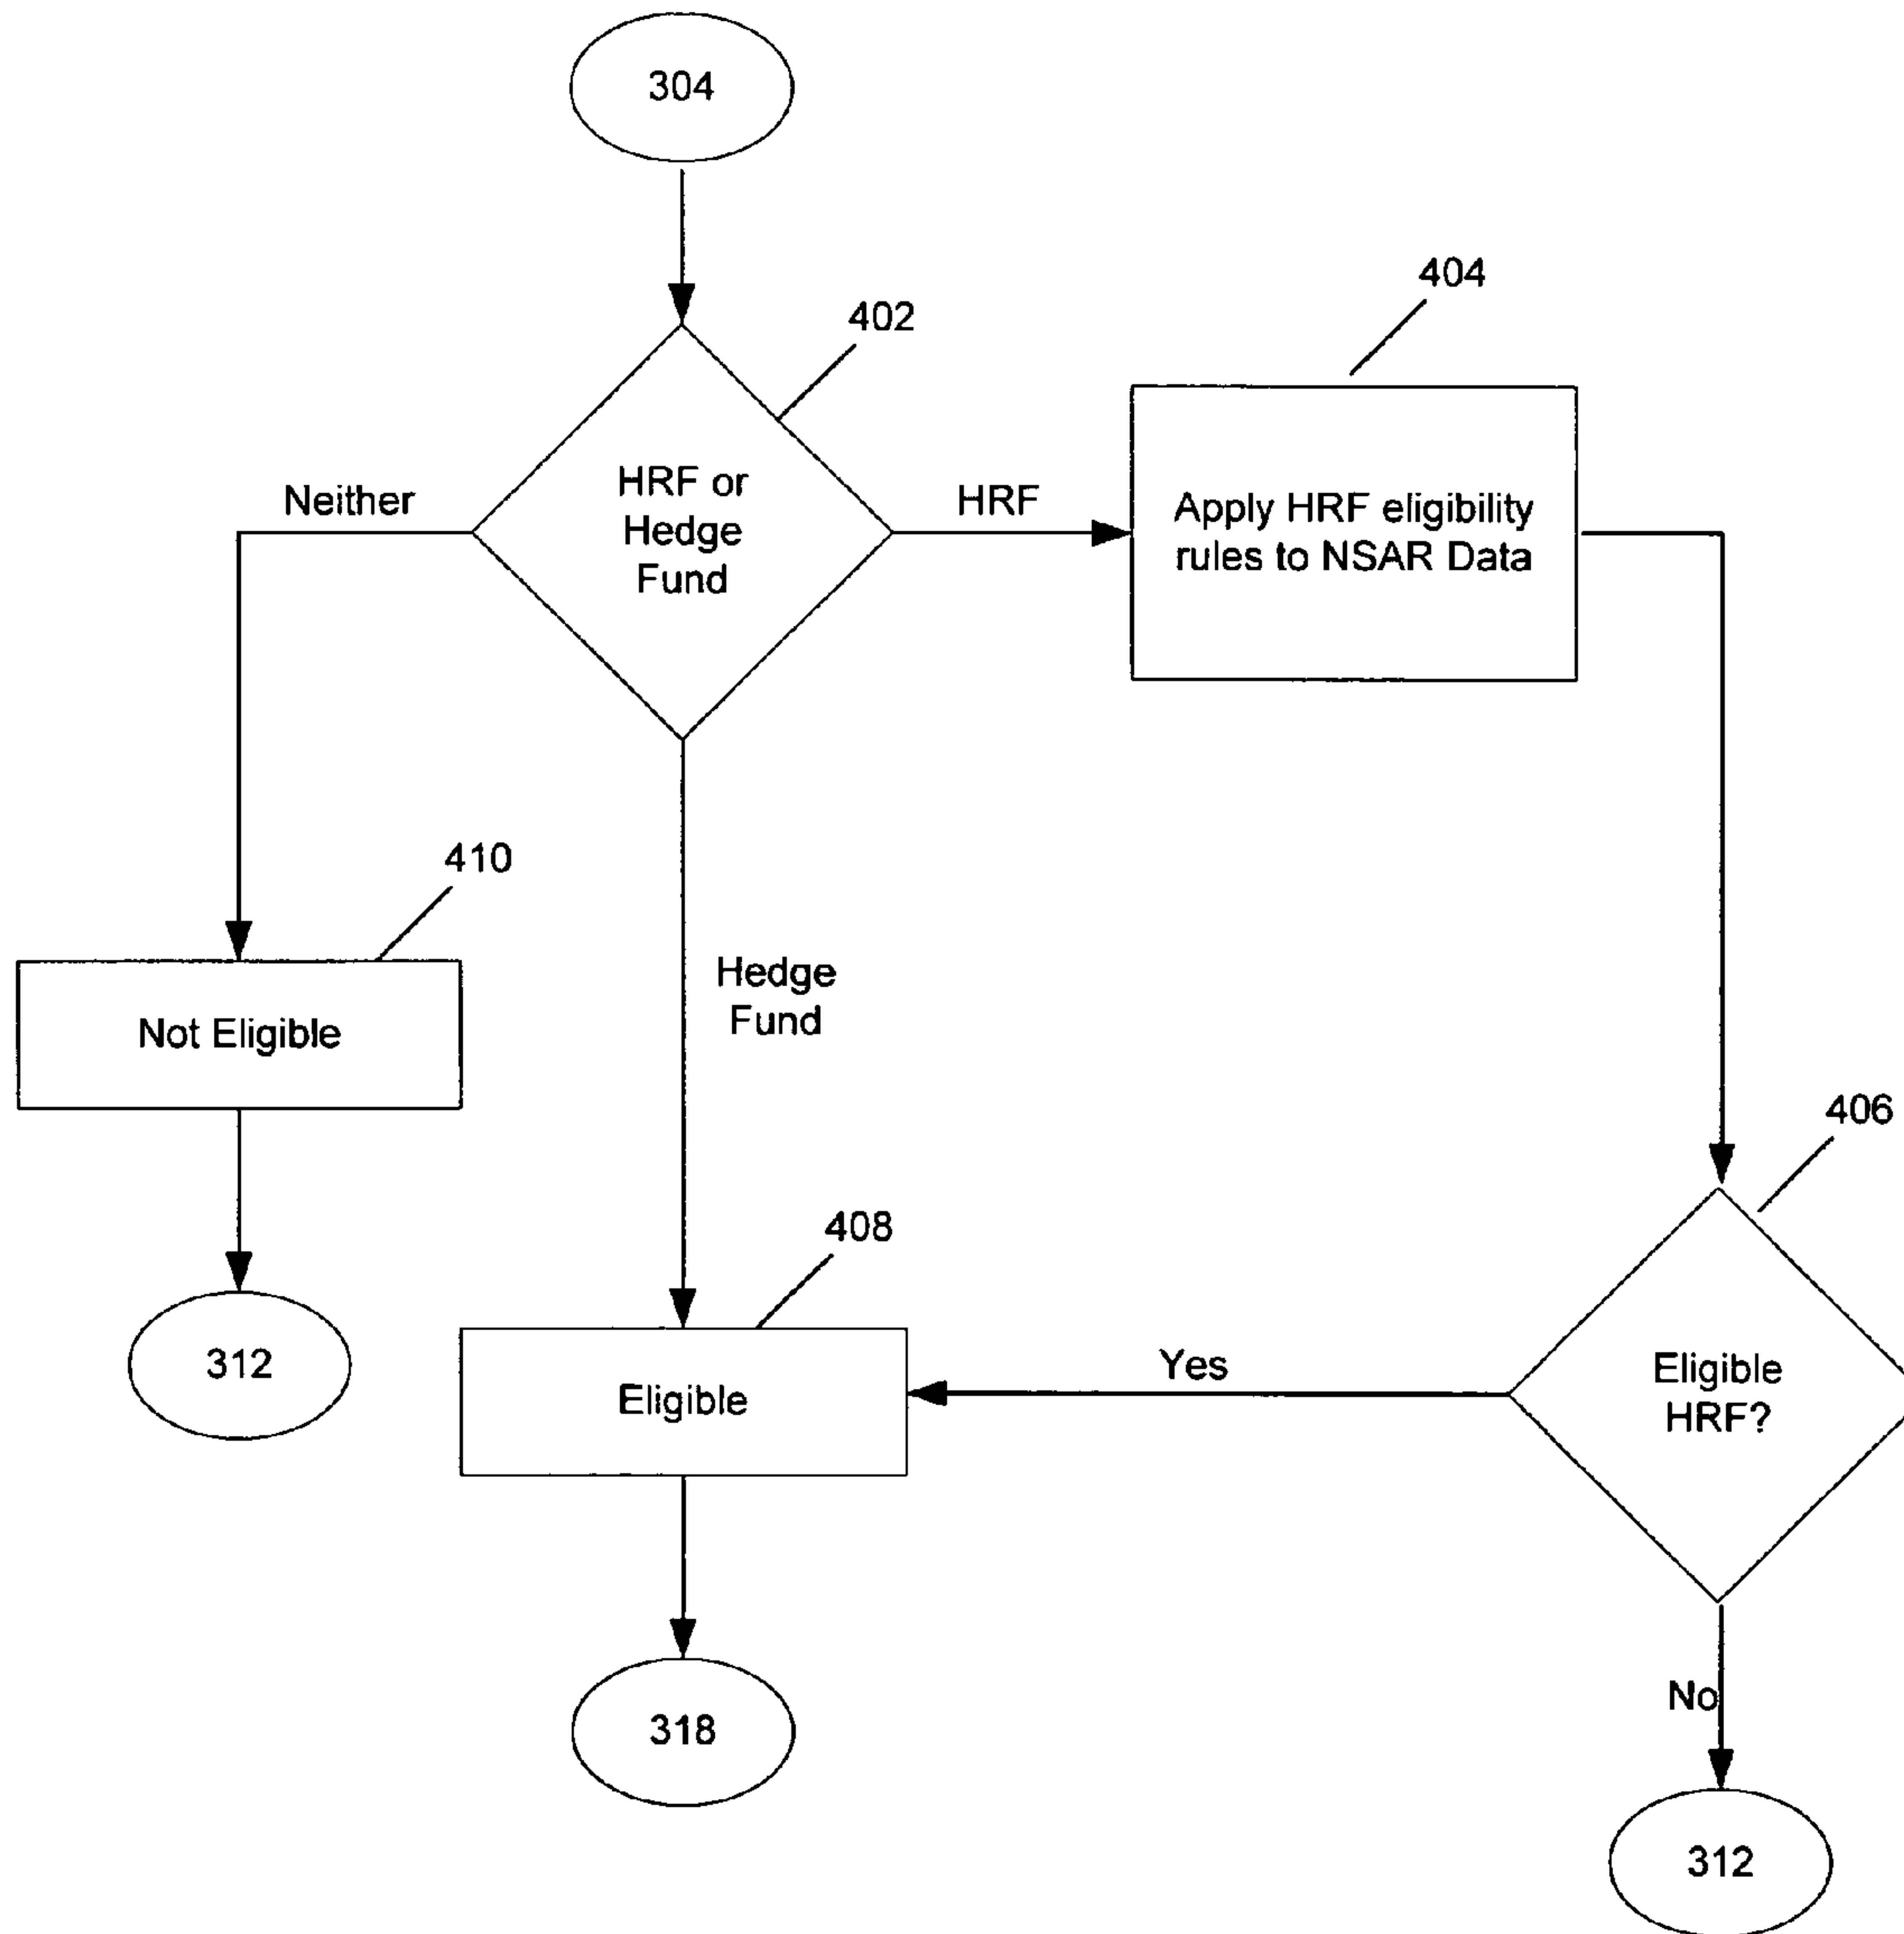 304
402
404
HRF or
Hedge
Fund
Neither
HRF
Apply HRF eligibility
rules to NSAR Data
410
Not Eligible
Hedge
Fund
406
408
312
Eligible
Yes
Eligible
HRF?
318
No
312